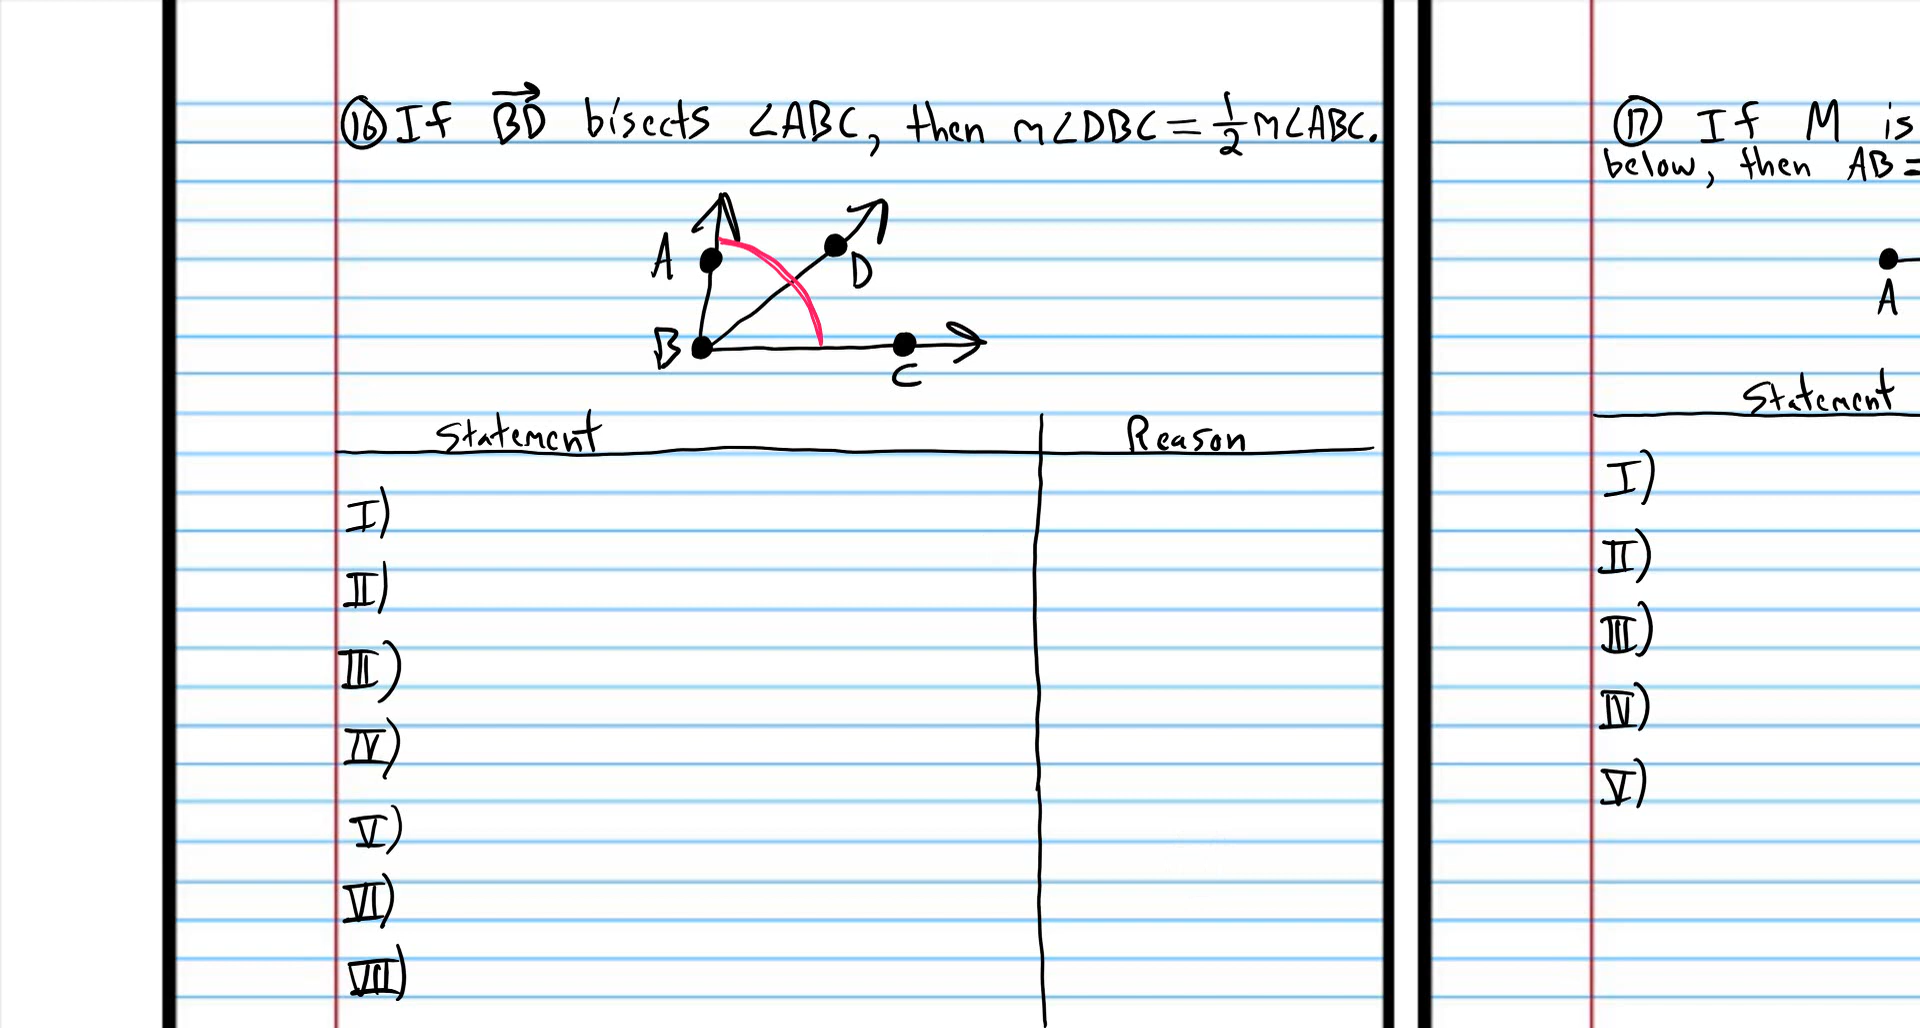 ⑯ If BD⃗ bisects ∠ABC, then m∠DBC = ½ m∠ABC.
A
D
B
C
Statement Reason
I)
II)
III)
IV)
V)
VI)
VII)
⑰ If M is
below, then AB =
A
Statement
I)
II)
III)
IV)
V)